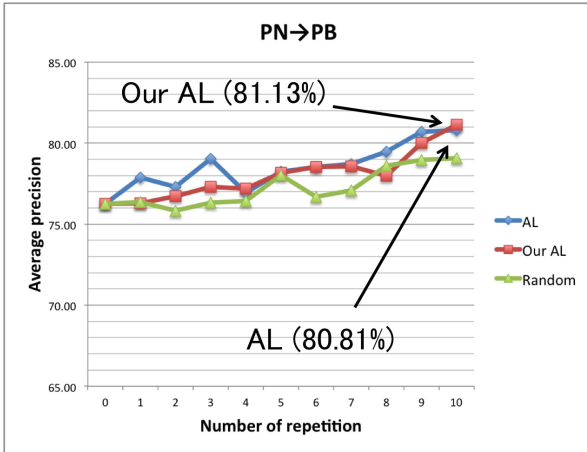 PN→PB
85.00
Our AL (81.13%)
80.00
75.00
70.00
65.00
Average precision
AL
Our AL
Random
AL (80.81%)
0 1 2 3 4 5 6 7 8 9 10
Number of repetition